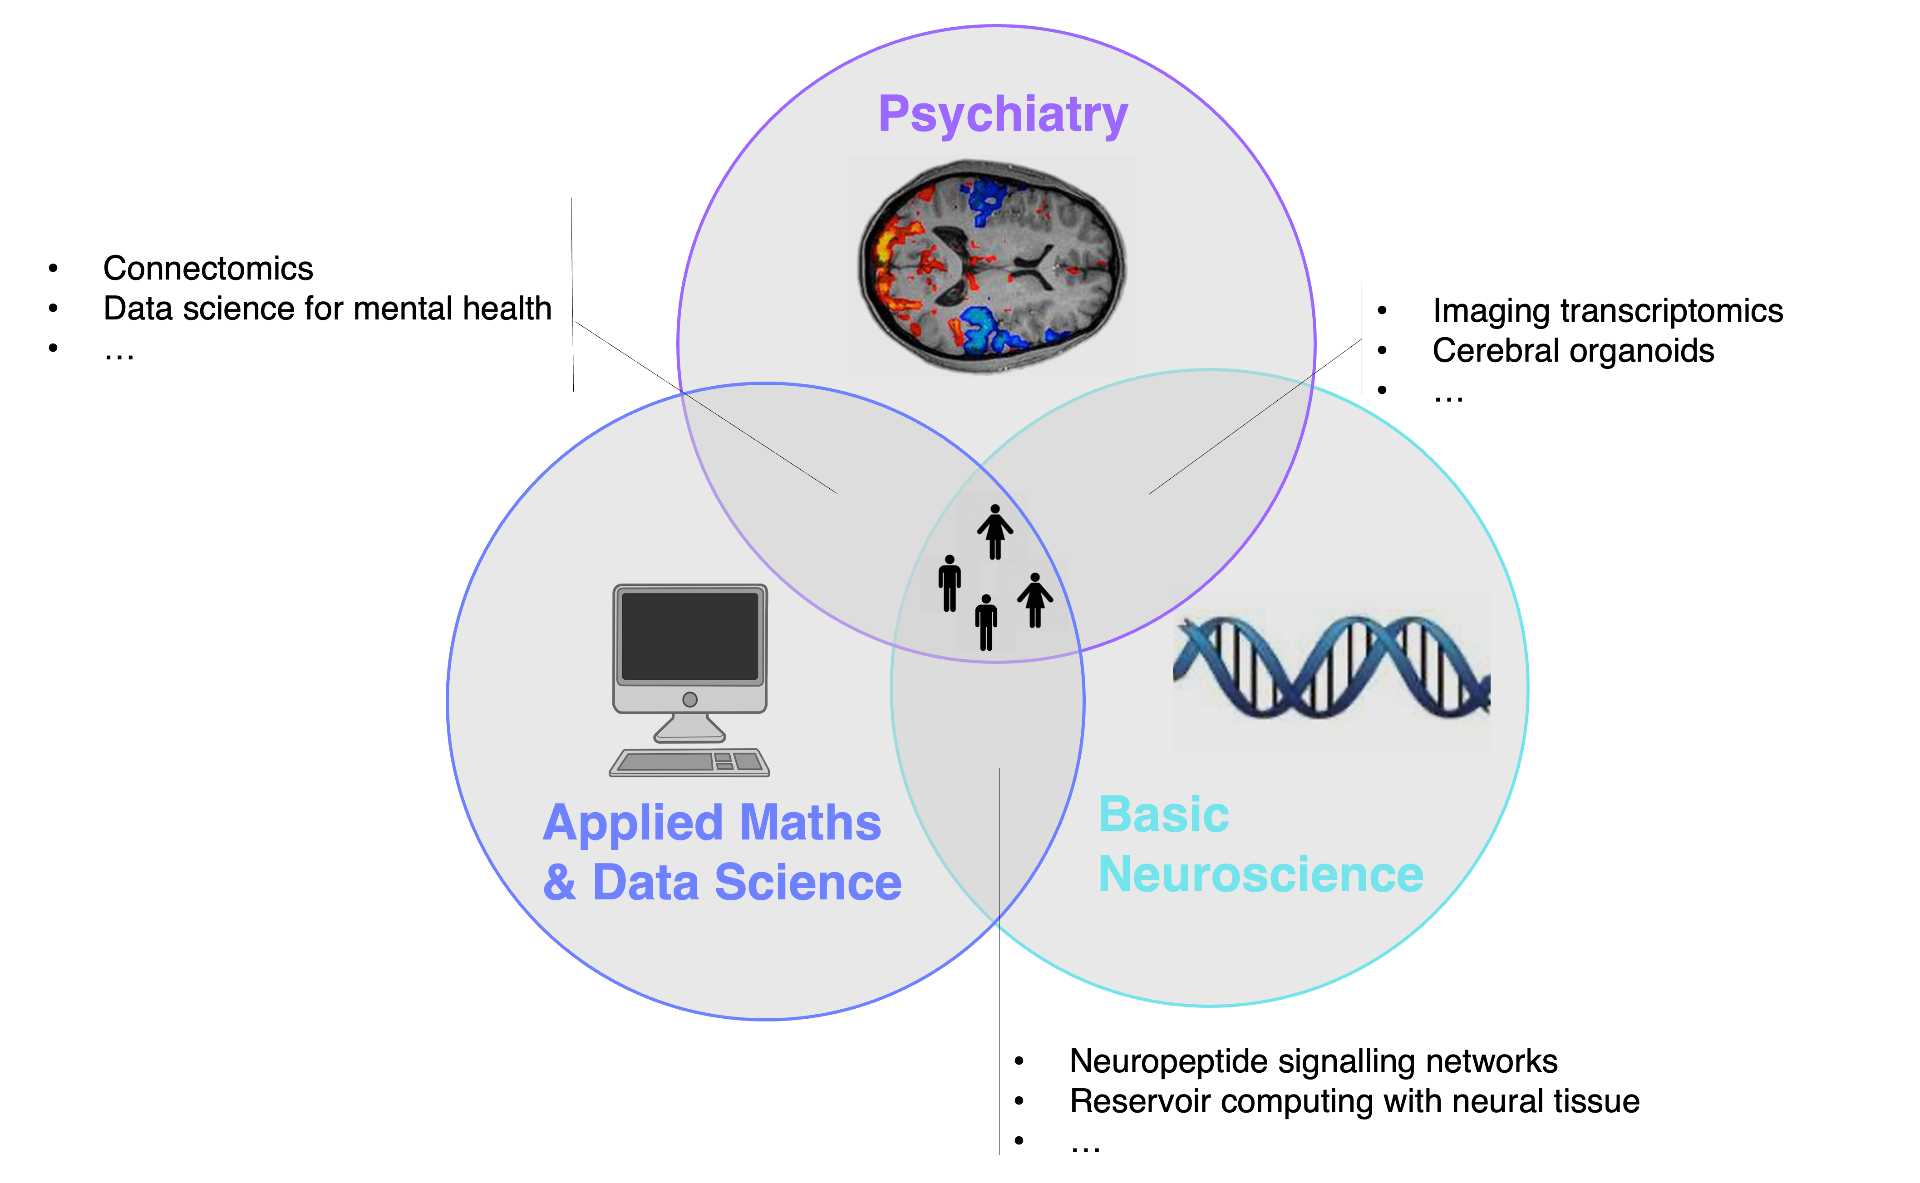 Psychiatry
• Connectomics
• Data science for mental health
• …
• Imaging transcriptomics
• Cerebral organoids
• …
Applied Maths
& Data Science
Basic
Neuroscience
• Neuropeptide signalling networks
• Reservoir computing with neural tissue
• …